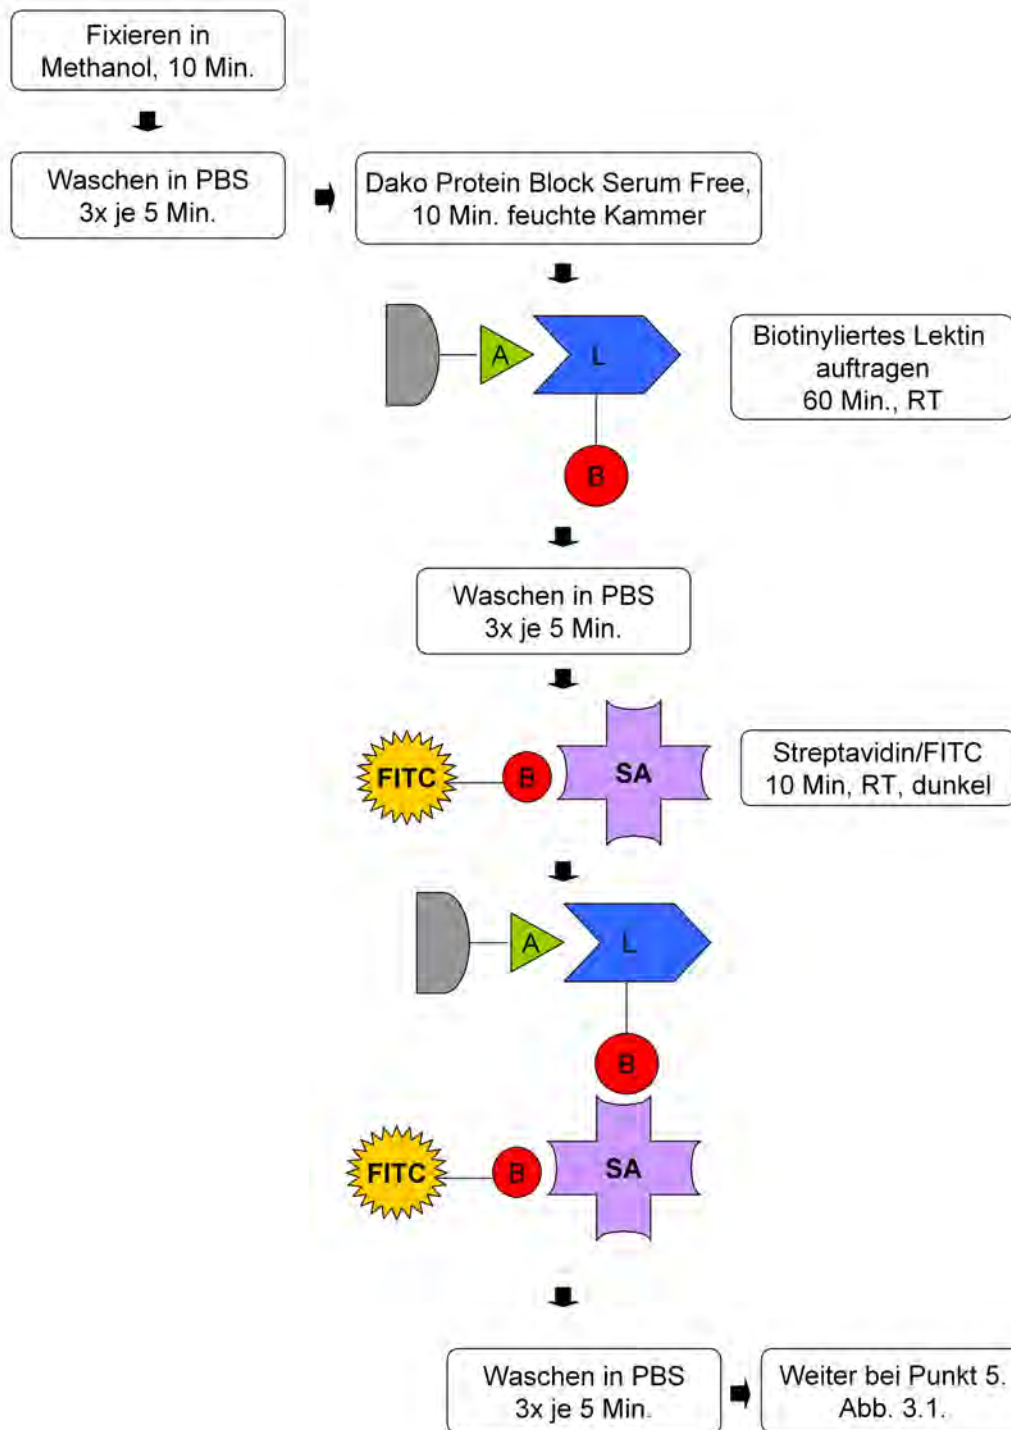 Fixieren in
Methanol, 10 Min.
Waschen in PBS
3x je 5 Min.
Dako Protein Block Serum Free,
10 Min. feuchte Kammer
A
L
B
Biotinyliertes Lektin
auftragen
60 Min., RT
Waschen in PBS
3x je 5 Min.
FITC
B
SA
Streptavidin/FITC
10 Min, RT, dunkel
A
L
B
FITC
B
SA
Waschen in PBS
3x je 5 Min.
Weiter bei Punkt 5.
Abb. 3.1.